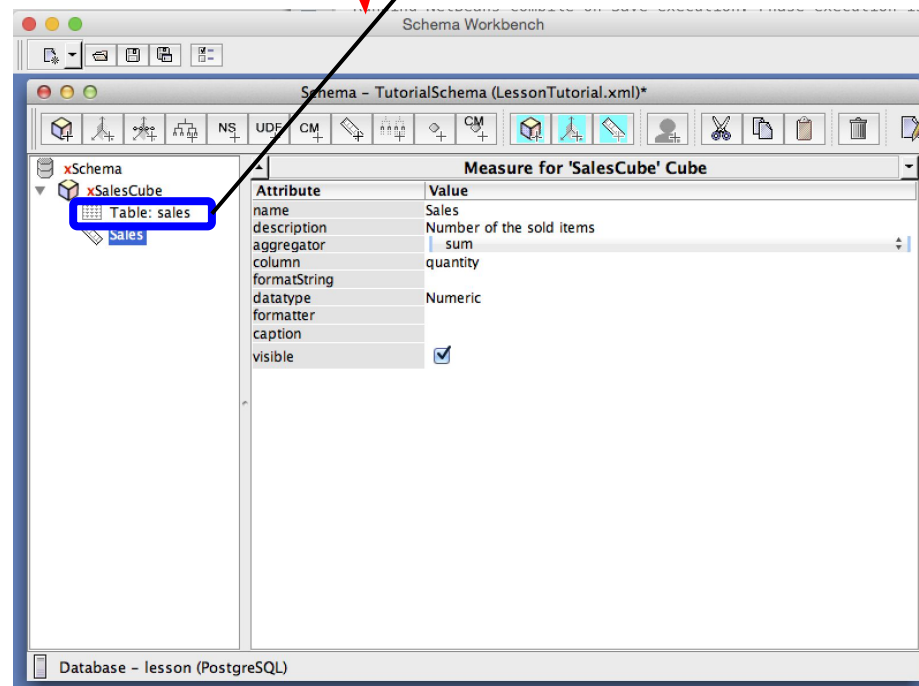 Schema Workbench
Schema – TutorialSchema (LessonTutorial.xml)*
NS UDF CM CM
xSchema
Measure for 'SalesCube' Cube
xSalesCube
Attribute Value
Table: sales
name Sales
Sales
description Number of the sold items
aggregator sum
column quantity
formatString
datatype Numeric
formatter
caption
visible
Database – lesson (PostgreSQL)